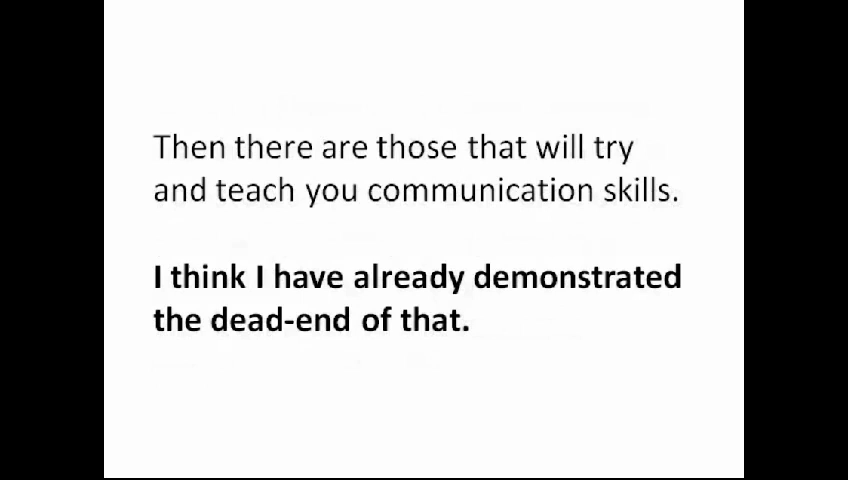 Then there are those that will try
and teach you communication skills.
I think I have already demonstrated
the dead-end of that.